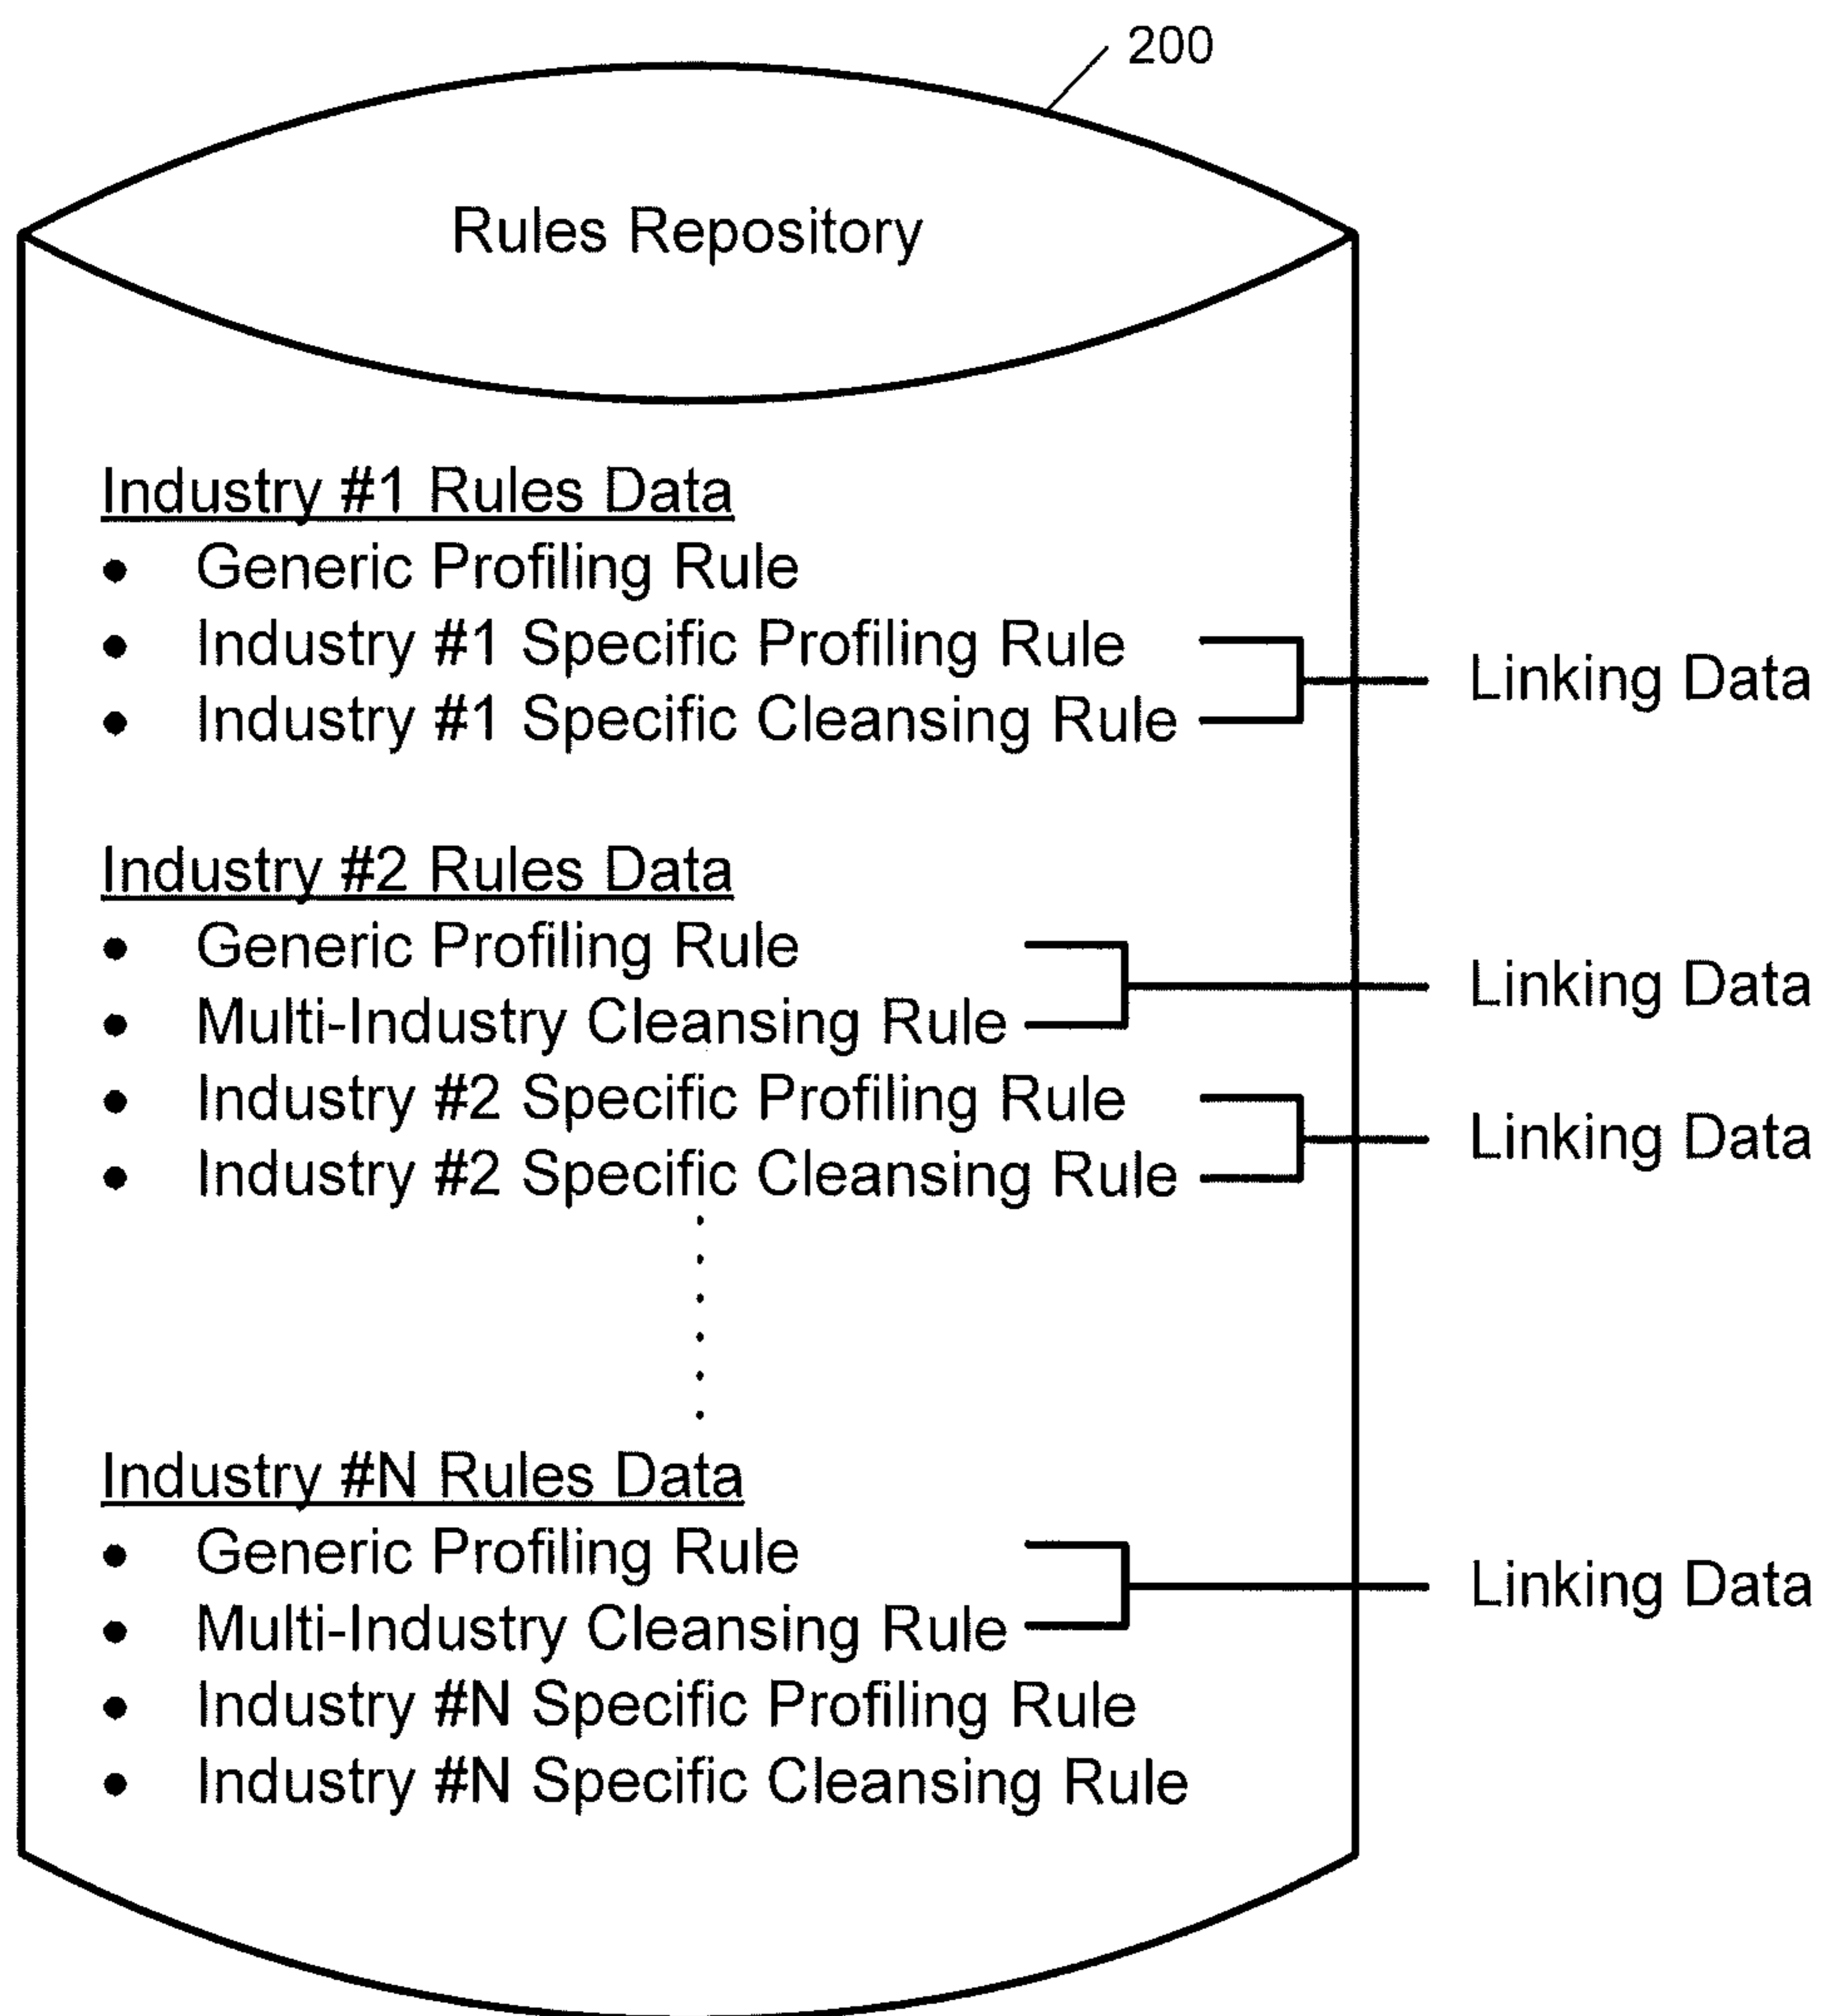 200
Rules Repository
Industry #1 Rules Data
• Generic Profiling Rule
• Industry #1 Specific Profiling Rule
• Industry #1 Specific Cleansing Rule
Linking Data
Industry #2 Rules Data
• Generic Profiling Rule
• Multi-Industry Cleansing Rule
Linking Data
• Industry #2 Specific Profiling Rule
• Industry #2 Specific Cleansing Rule
Linking Data
Industry #N Rules Data
• Generic Profiling Rule
• Multi-Industry Cleansing Rule
Linking Data
• Industry #N Specific Profiling Rule
• Industry #N Specific Cleansing Rule